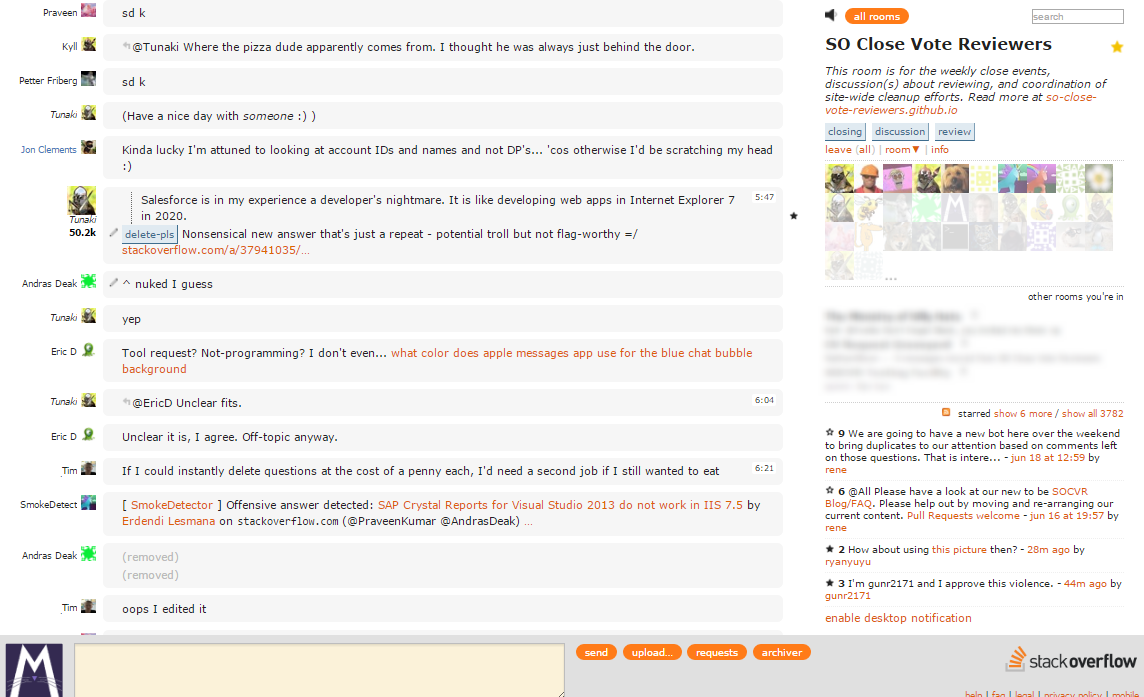 Praveen
sd k
Kyll
@Tunaki Where the pizza dude apparently comes from. I thought he was always just behind the door.
Petter Friberg
sd k
Tunaki
(Have a nice day with someone :) )
Jon Clements
Kinda lucky I'm attuned to looking at account IDs and names and not DP's... 'cos otherwise I'd be scratching my head
:)
Tunaki
50.2k
Salesforce is in my experience a developer's nightmare. It is like developing web apps in Internet Explorer 7
in 2020.
5:47
delete-pls Nonsensical new answer that's just a repeat - potential troll but not flag-worthy =/
stackoverflow.com/a/37941035/...
Andras Deak
^ nuked I guess
Tunaki
yep
Eric D
Tool request? Not-programming? I don't even... what color does apple messages app use for the blue chat bubble
background
Tunaki
@EricD Unclear fits.
6:04
Eric D
Unclear it is, I agree. Off-topic anyway.
Tim
If I could instantly delete questions at the cost of a penny each, I'd need a second job if I still wanted to eat
6:21
SmokeDetect
[ SmokeDetector ] Offensive answer detected: SAP Crystal Reports for Visual Studio 2013 do not work in IIS 7.5 by
Erdendi Lesmana on stackoverflow.com (@PraveenKumar @AndrasDeak) ...
Andras Deak
(removed)
(removed)
Tim
oops I edited it
all rooms
search
SO Close Vote Reviewers
This room is for the weekly close events,
discussion(s) about reviewing, and coordination of
site-wide cleanup efforts. Read more at so-close-
vote-reviewers.github.io
closing discussion review
leave (all) | room▼ | info
...
other rooms you're in
starred show 6 more / show all 3782
9 We are going to have a new bot here over the weekend
to bring duplicates to our attention based on comments left
on those questions. That is intere... - jun 18 at 12:59 by
rene
6 @All Please have a look at our new to be SOCVR
Blog/FAQ. Please help out by moving and re-arranging our
current content. Pull Requests welcome - jun 16 at 19:57 by
rene
2 How about using this picture then? - 28m ago by
ryanyuyu
3 I'm gunr2171 and I approve this violence. - 44m ago by
gunr2171
enable desktop notification
send upload... requests archiver
stackoverflow
help | faq | legal | privacy policy | mobile